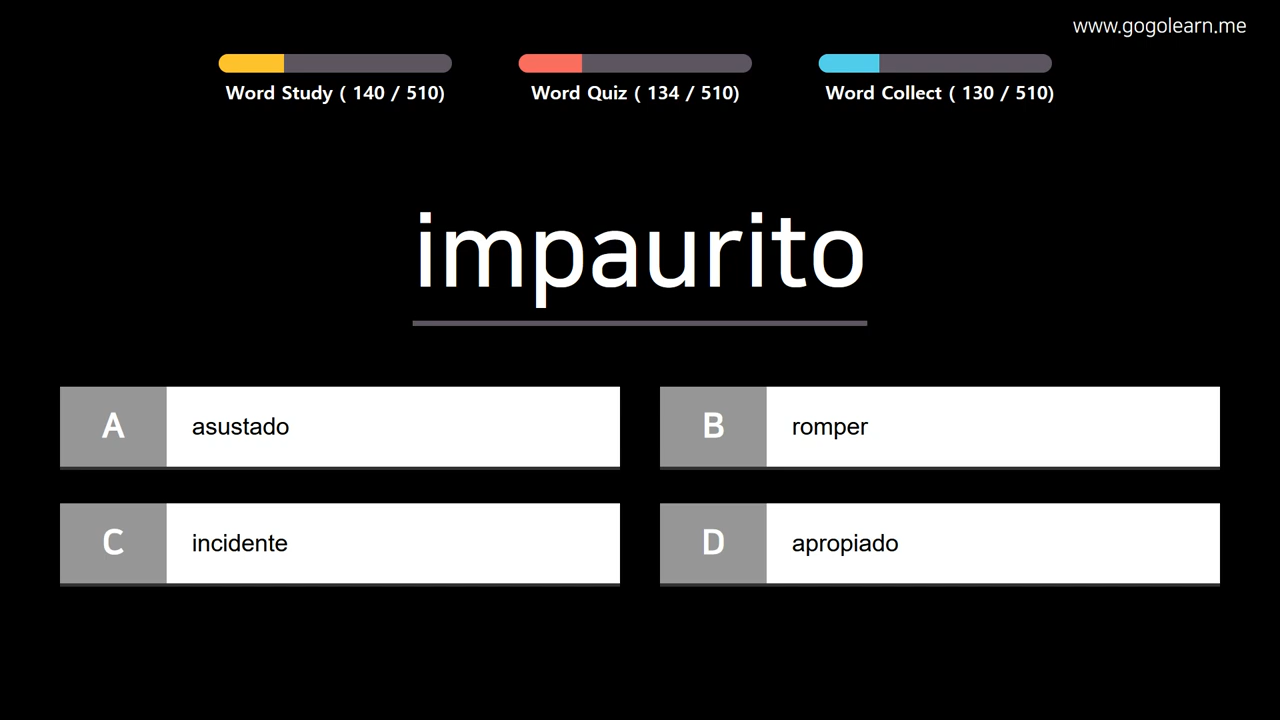 www.gogolearn.me
Word Study ( 140 / 510)
Word Quiz ( 134 / 510)
Word Collect ( 130 / 510)
impaurito
A asustado
B romper
C incidente
D apropiado